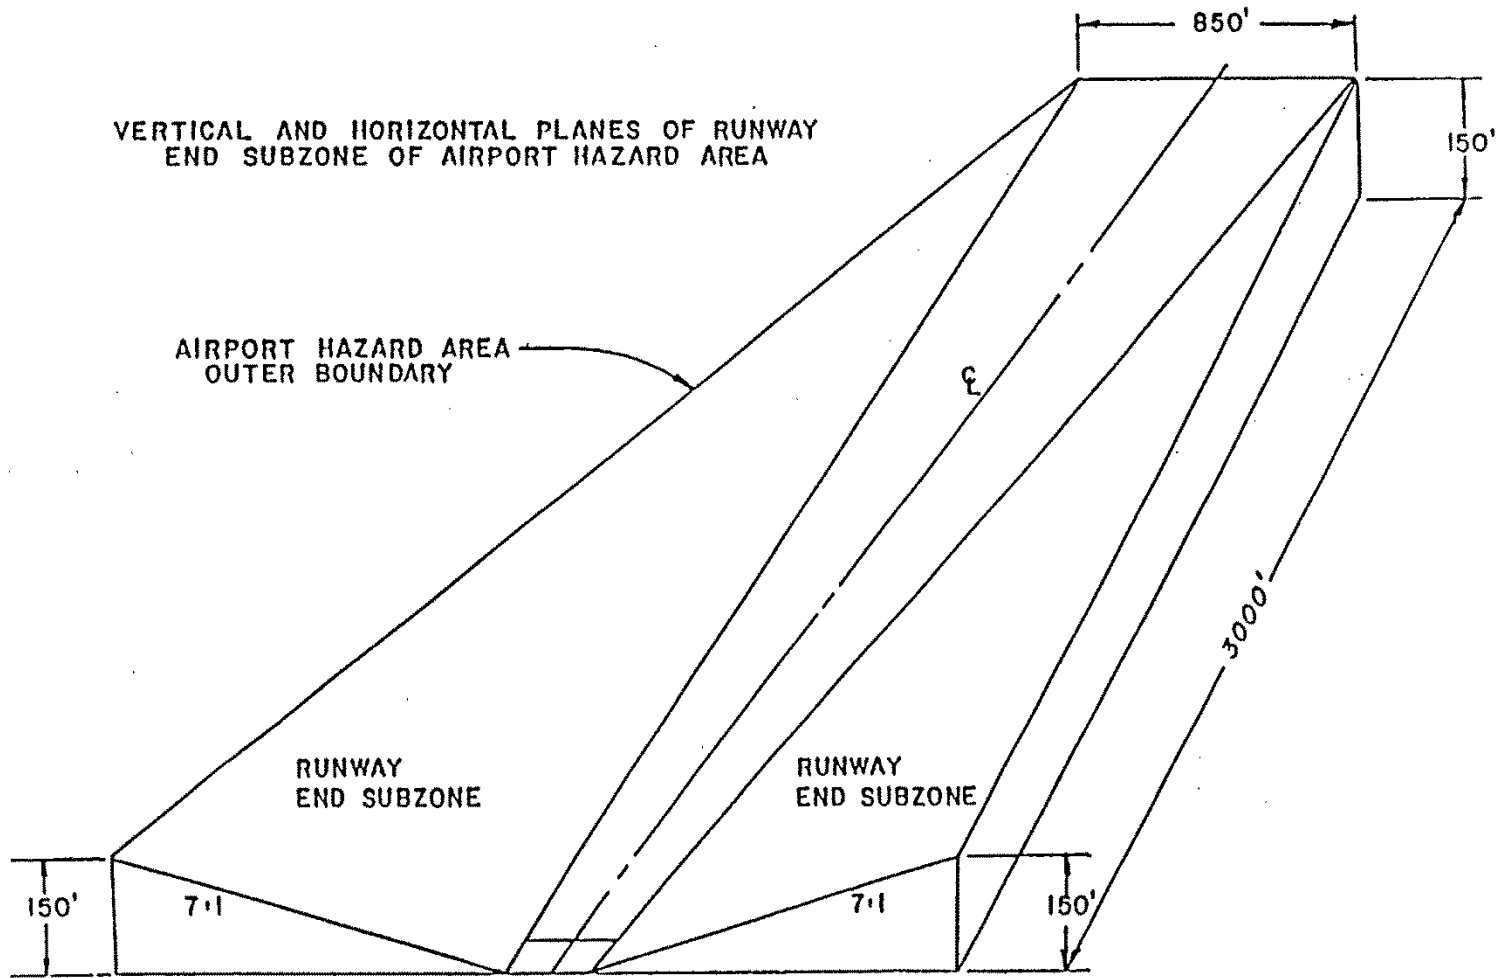 850'
VERTICAL AND HORIZONTAL PLANES OF RUNWAY
END SUBZONE OF AIRPORT HAZARD AREA
150'
AIRPORT HAZARD AREA
OUTER BOUNDARY
℄
3000'
RUNWAY
END SUBZONE
RUNWAY
END SUBZONE
150'
7:1
7:1
150'